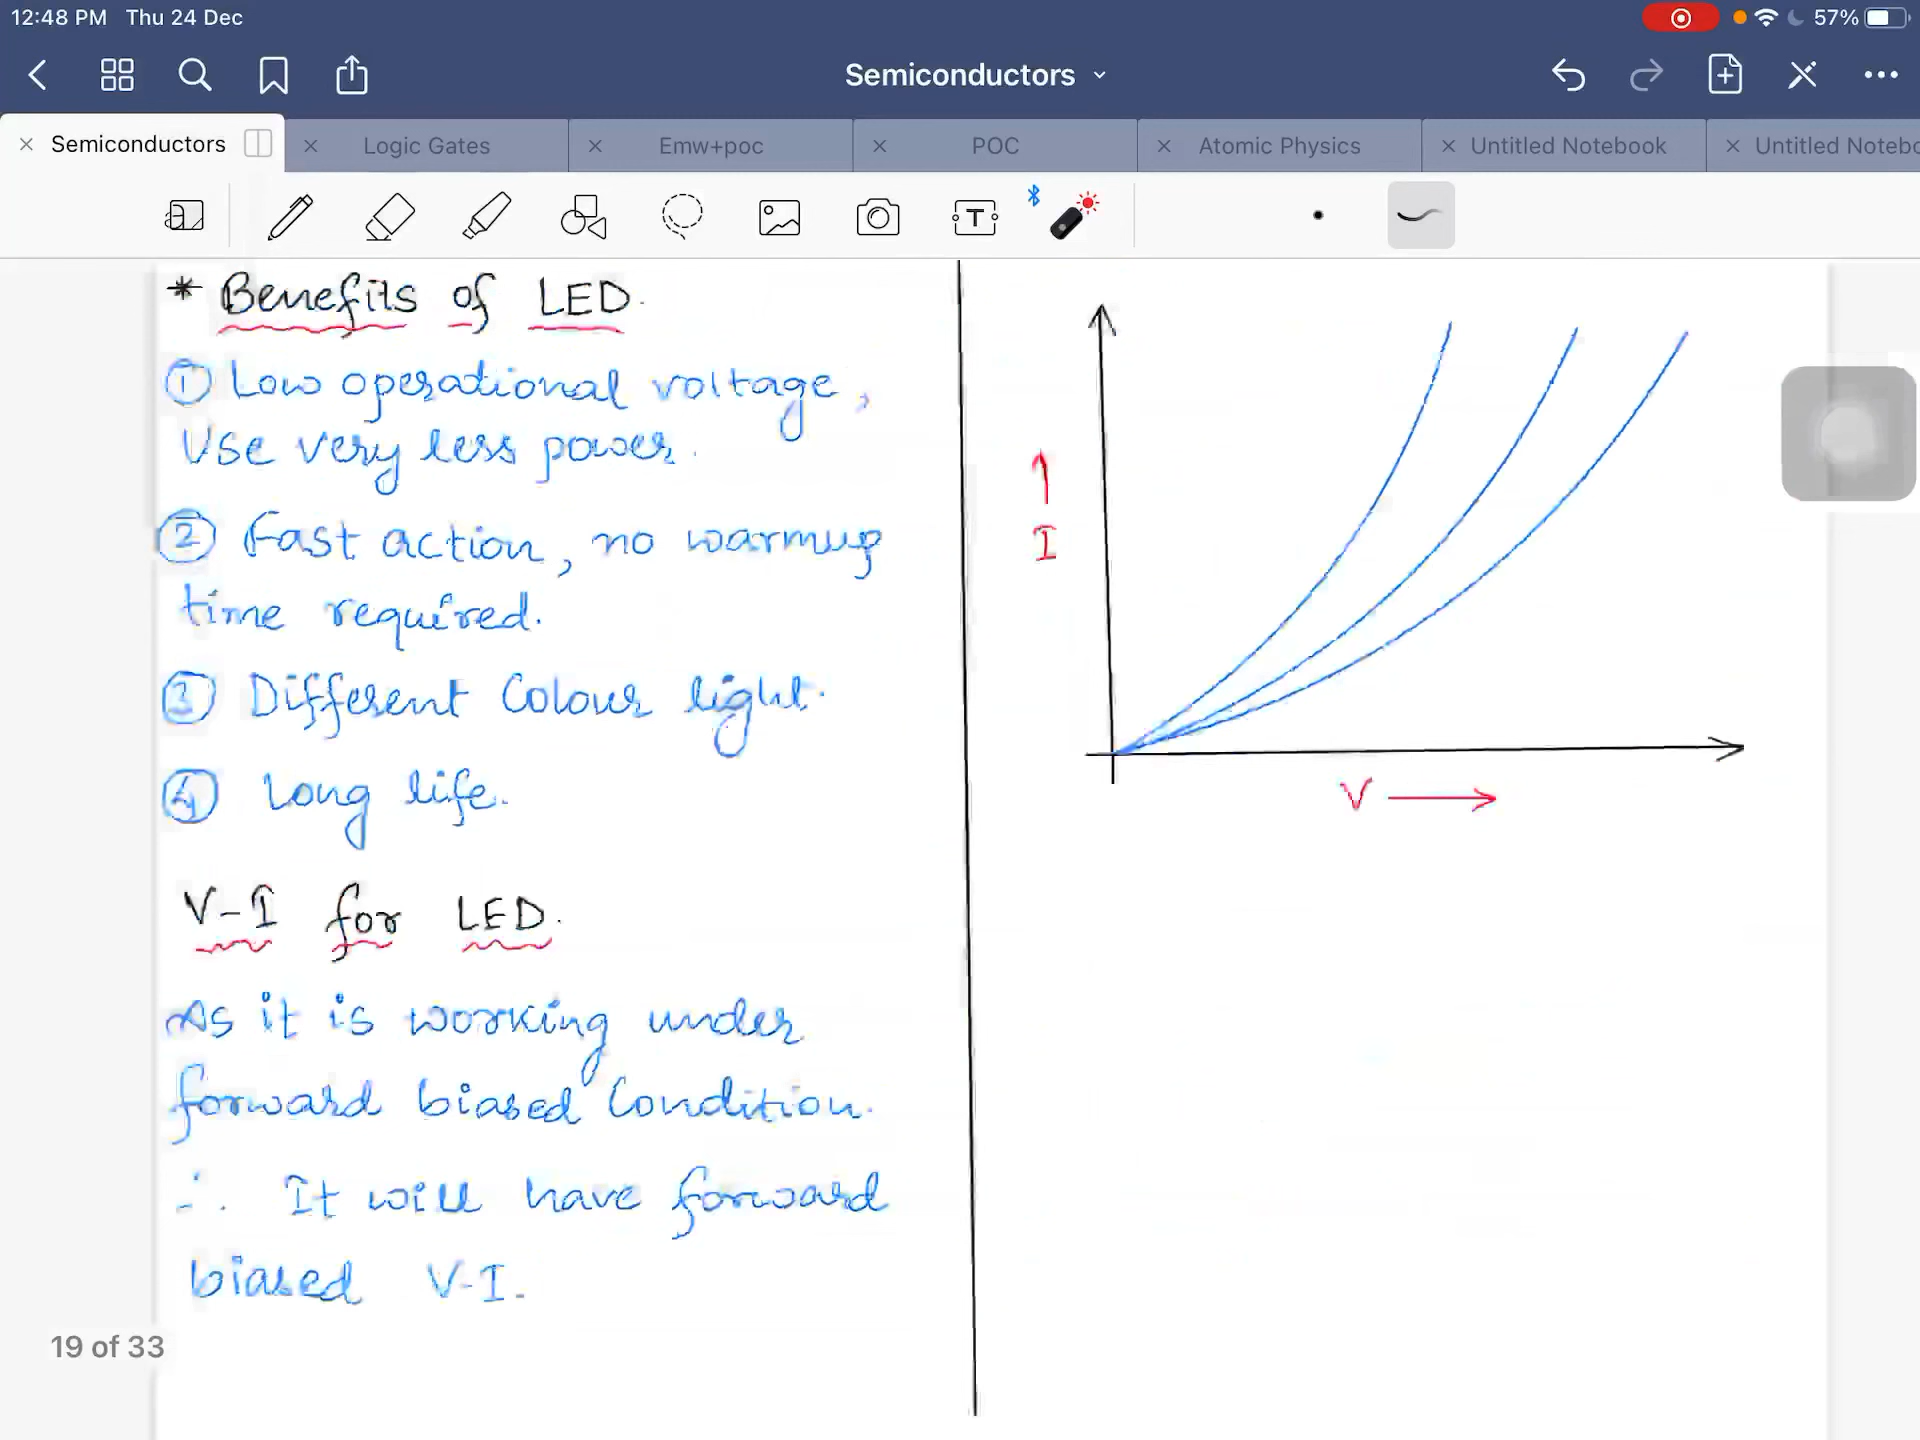 12:48 PM Thu 24 Dec
57%
Semiconductors
Semiconductors
Logic Gates
Emw+poc
POC
Atomic Physics
Untitled Notebook
Untitled Notebo
* Benefits of LED.
① Low operational voltage,
Use very less power.
② Fast action, no warmup
time required.
③ Different Colour light.
④ Long life.
V-I for LED.
As it is working under
forward biased Condition.
∴ It will have forward
biased V-I.
↑
I
V →
19 of 33